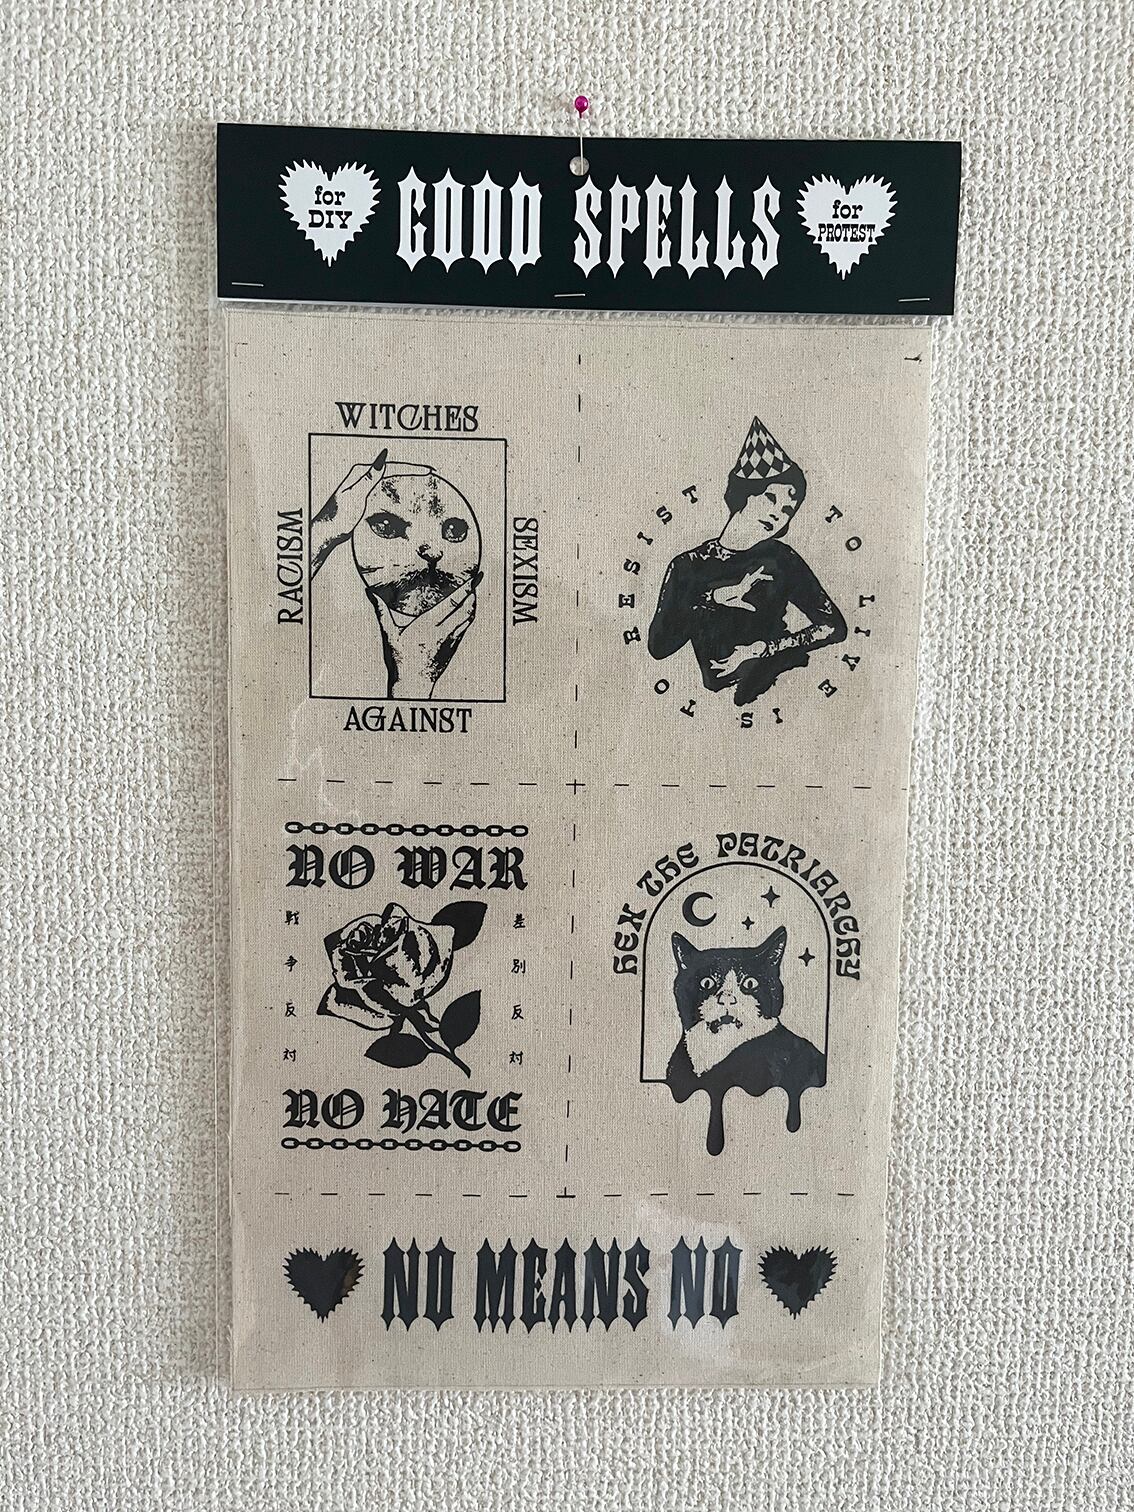 for
DIY
GOOD SPELLS
for
PROTEST
WITCHES
RACISM
SEXISM
AGAINST
TO LIVE IS TO RESIST
NO WAR
戦争反対
差別反対
NO HATE
HEX THE PATRIARCHY
NO MEANS NO